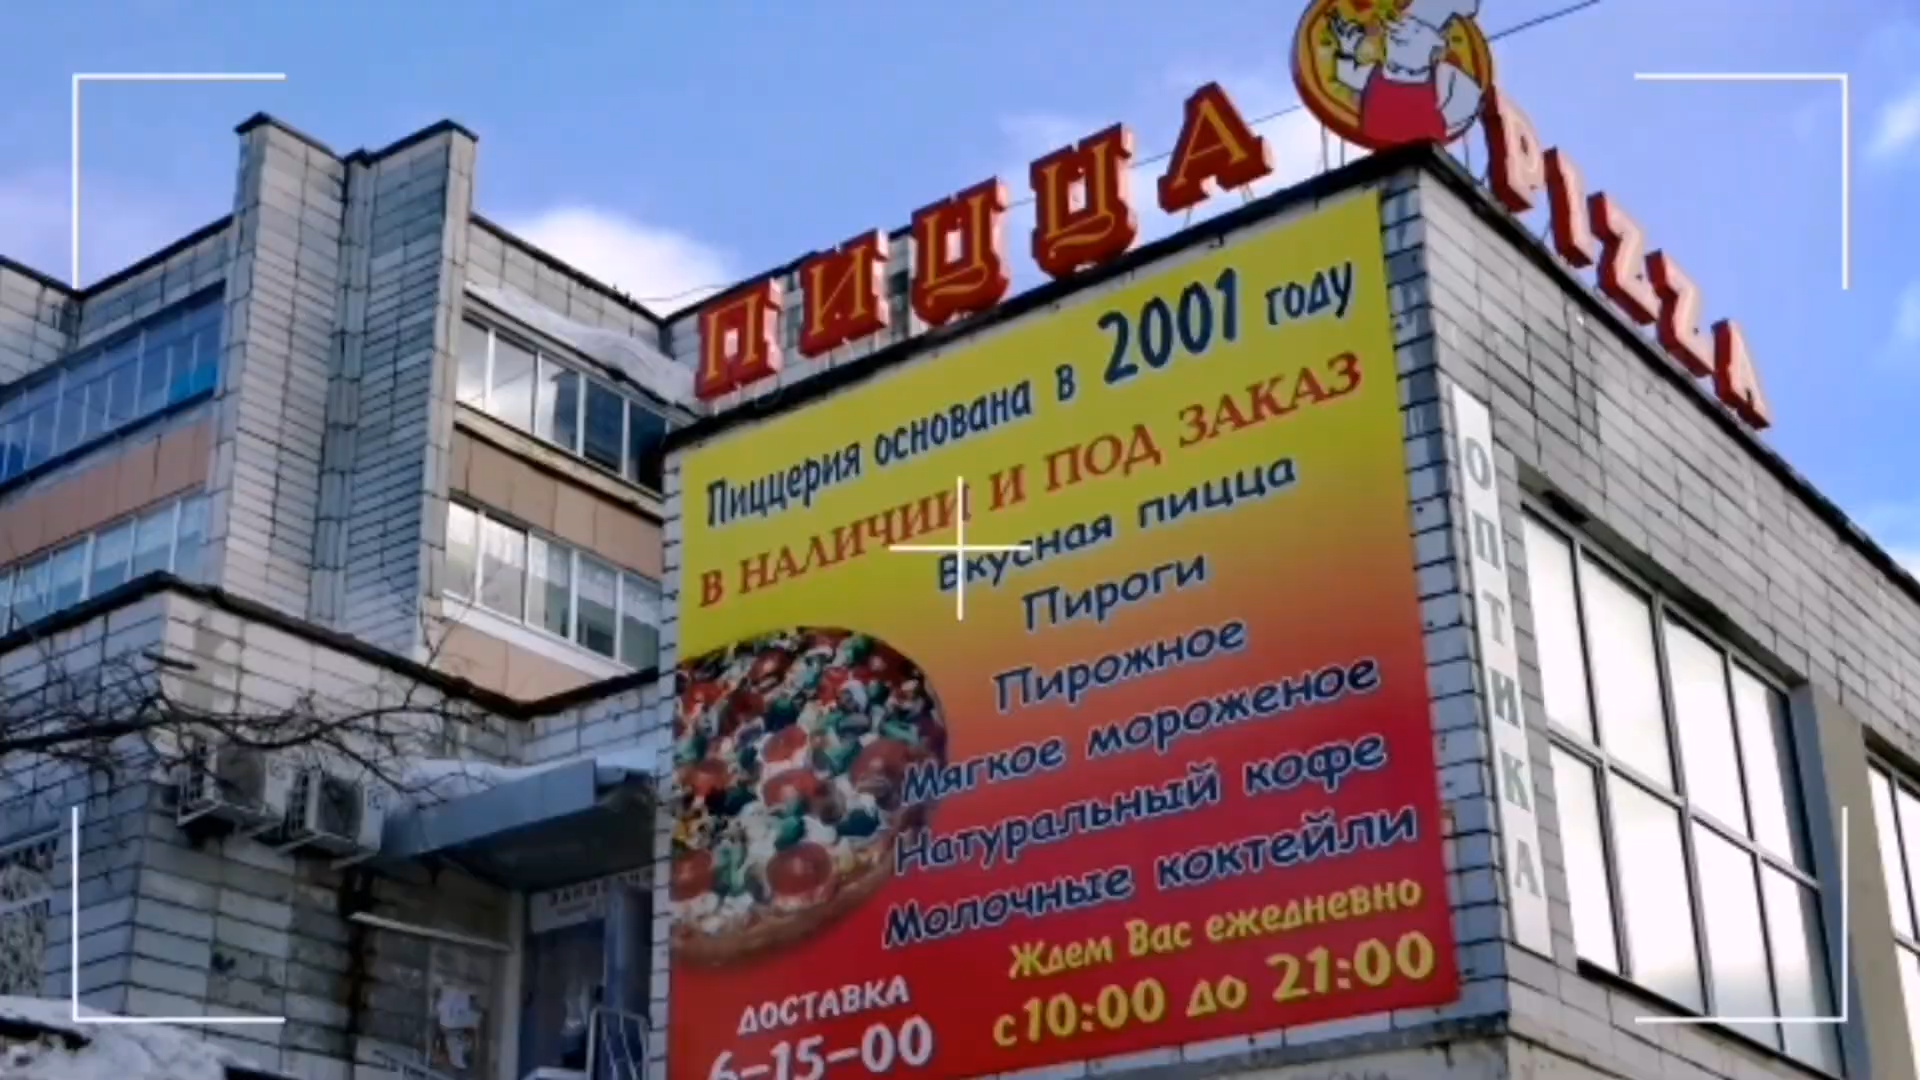 ПИЦЦА
PIZZA
Пиццерия основана в 2001 году
В НАЛИЧИИ И ПОД ЗАКАЗ
Вкусная пицца
Пироги
Пирожное
Мягкое мороженое
Натуральный кофе
Молочные коктейли
Ждем Вас ежедневно
с 10:00 до 21:00
ДОСТАВКА
6-15-00
ОПТИКА